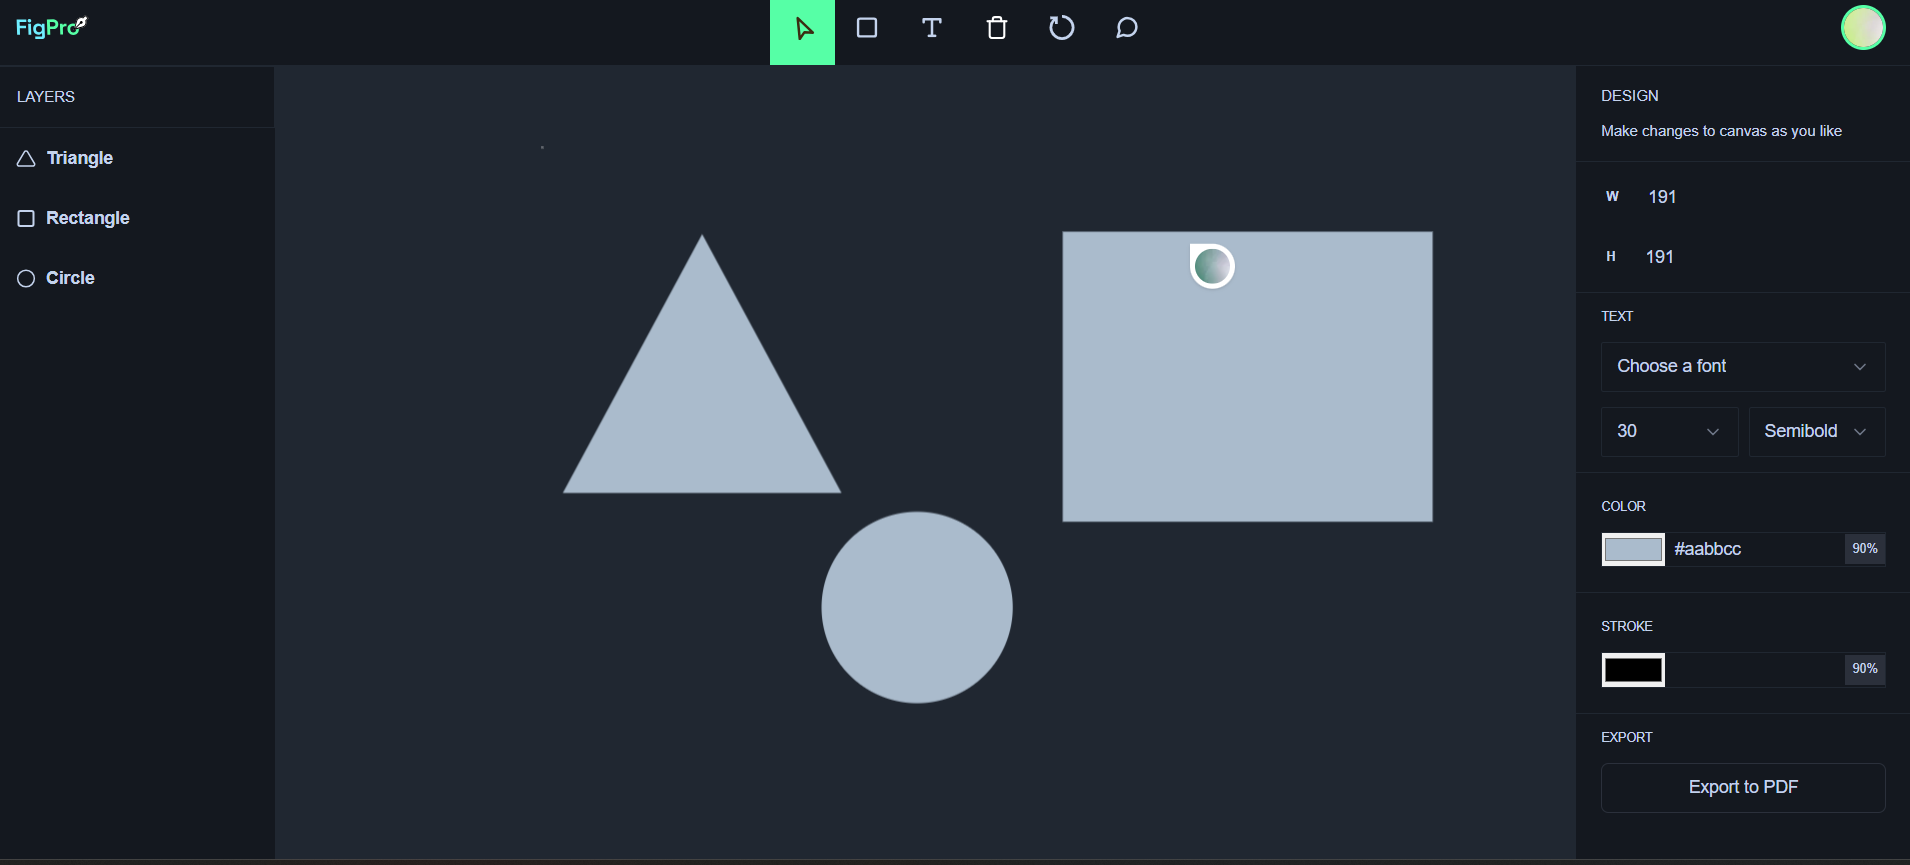 FigPro
LAYERS
Triangle
Rectangle
Circle
DESIGN
Make changes to canvas as you like
W 191
H 191
TEXT
Choose a font
30 Semibold
COLOR
#aabbcc 90%
STROKE
90%
EXPORT
Export to PDF